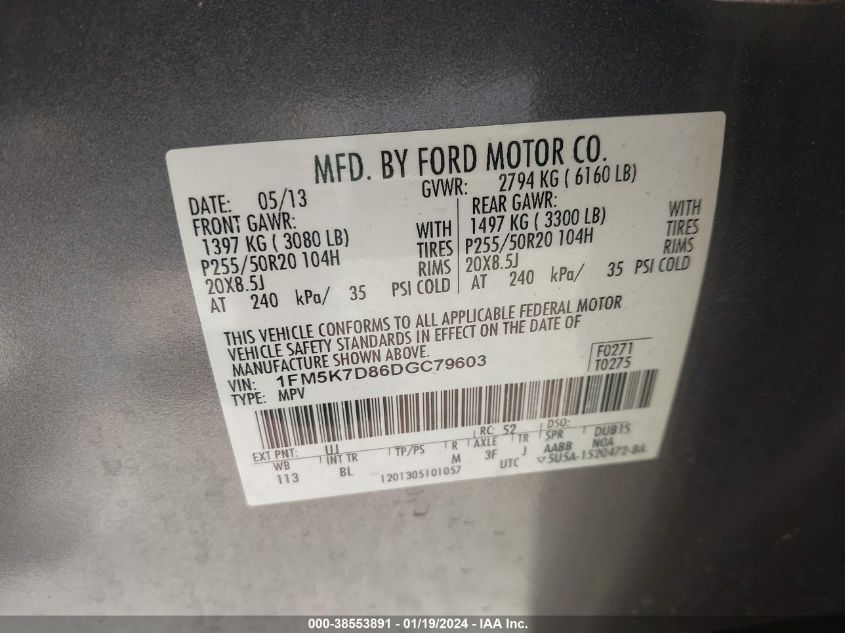 MFD. BY FORD MOTOR CO.
DATE: 05/13 GVWR: 2794 KG ( 6160 LB)
FRONT GAWR: REAR GAWR:
1397 KG ( 3080 LB) WITH 1497 KG ( 3300 LB) WITH
P255/50R20 104H TIRES P255/50R20 104H TIRES
20X8.5J RIMS 20X8.5J RIMS
AT 240 kPa/ 35 PSI COLD AT 240 kPa/ 35 PSI COLD
THIS VEHICLE CONFORMS TO ALL APPLICABLE FEDERAL MOTOR
VEHICLE SAFETY STANDARDS IN EFFECT ON THE DATE OF
MANUFACTURE SHOWN ABOVE.
VIN: 1FM5K7D86DGC79603
TYPE: MPV
F0271
T0275
EXT PNT: UJ RC: 52 DSO:
WB INT TR TP/PS R AXLE TR SPR DUB1S
113 BL M 3F J AABB NOA
1201305101057 UTC 5U5A-1520472-BA
000-38553891 - 01/19/2024 - IAA Inc.